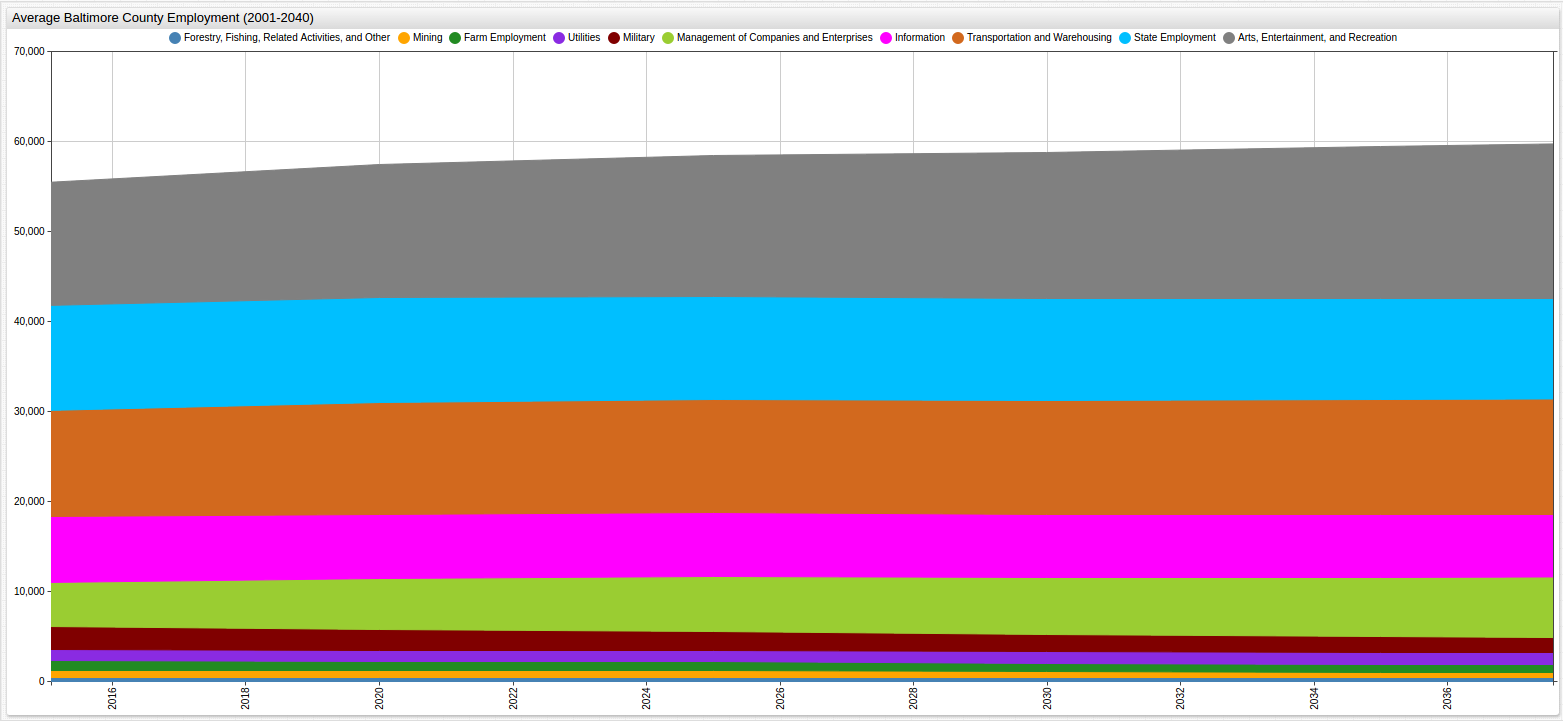 Average Baltimore County Employment (2001-2040)
Forestry, Fishing, Related Activities, and Other Mining Farm Employment Utilities Military Management of Companies and Enterprises Information Transportation and Warehousing State Employment Arts, Entertainment, and Recreation
70,000
60,000
50,000
40,000
30,000
20,000
10,000
0
2016 2018 2020 2022 2024 2026 2028 2030 2032 2034 2036